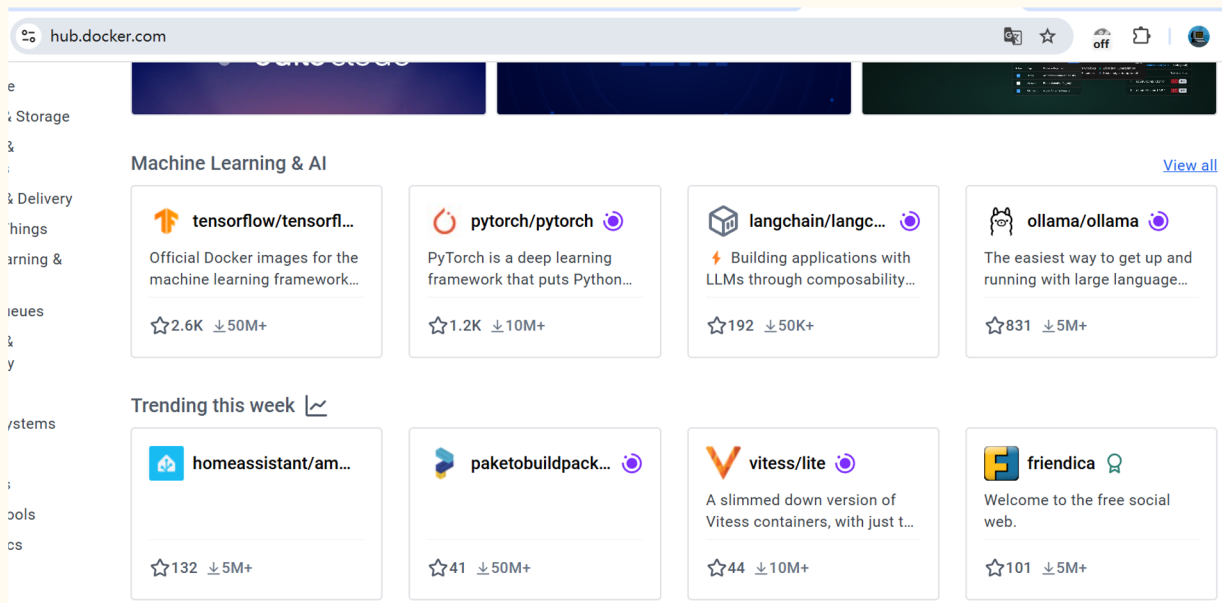 hub.docker.com
off
e
& Storage
&
s
& Delivery
Things
arning &
ueues
&
y
ystems
s
ools
cs
Machine Learning & AI
View all
tensorflow/tensorfl...
Official Docker images for the
machine learning framework...
2.6K 50M+
pytorch/pytorch
PyTorch is a deep learning
framework that puts Python...
1.2K 10M+
langchain/langc...
Building applications with
LLMs through composability...
192 50K+
ollama/ollama
The easiest way to get up and
running with large language...
831 5M+
Trending this week
homeassistant/am...
132 5M+
paketobuildpack...
41 50M+
vitess/lite
A slimmed down version of
Vitess containers, with just t...
44 10M+
friendica
Welcome to the free social
web.
101 5M+